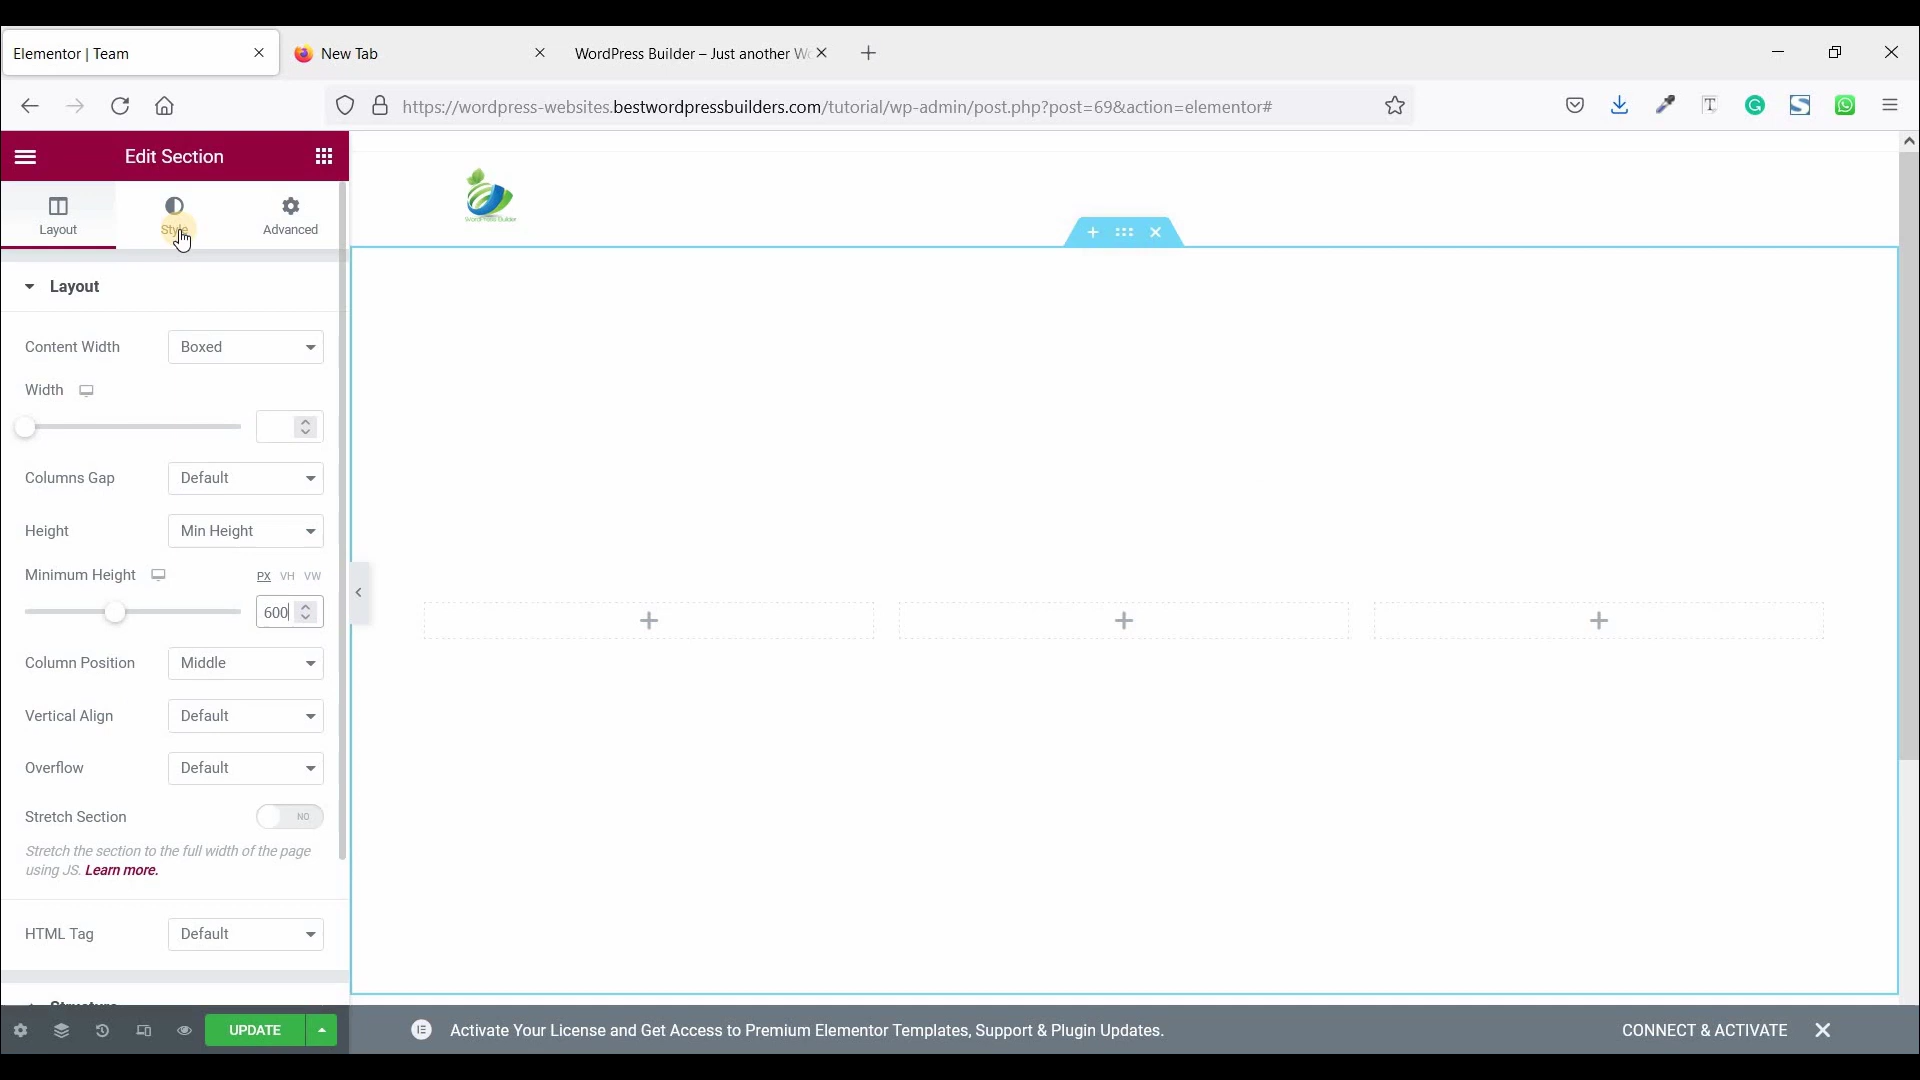 Elementor | Team
New Tab
WordPress Builder – Just another Wo
https://wordpress-websites.bestwordpressbuilders.com/tutorial/wp-admin/post.php?post=69&action=elementor#
Edit Section
Layout
Style
Advanced
Layout
Content Width
Boxed
Width
Columns Gap
Default
Height
Min Height
Minimum Height
PX VH VW
600
Column Position
Middle
Vertical Align
Default
Overflow
Default
Stretch Section
NO
Stretch the section to the full width of the page
using JS. Learn more.
HTML Tag
Default
Structure
UPDATE
WordPress Builder
Activate Your License and Get Access to Premium Elementor Templates, Support & Plugin Updates.
CONNECT & ACTIVATE